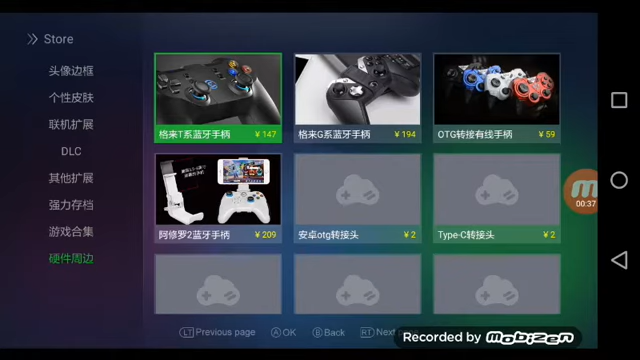 Store
头像边框
个性皮肤
联机扩展
DLC
其他扩展
强力存档
游戏合集
硬件周边
格来T系蓝牙手柄 ¥147
格来G系蓝牙手柄 ¥194
OTG转接有线手柄 ¥59
阿修罗2蓝牙手柄 ¥209
安卓otg转接头 ¥2
Type-C转接头 ¥2
LT Previous page A OK B Back RT Next
00:37
Recorded by Mobizen